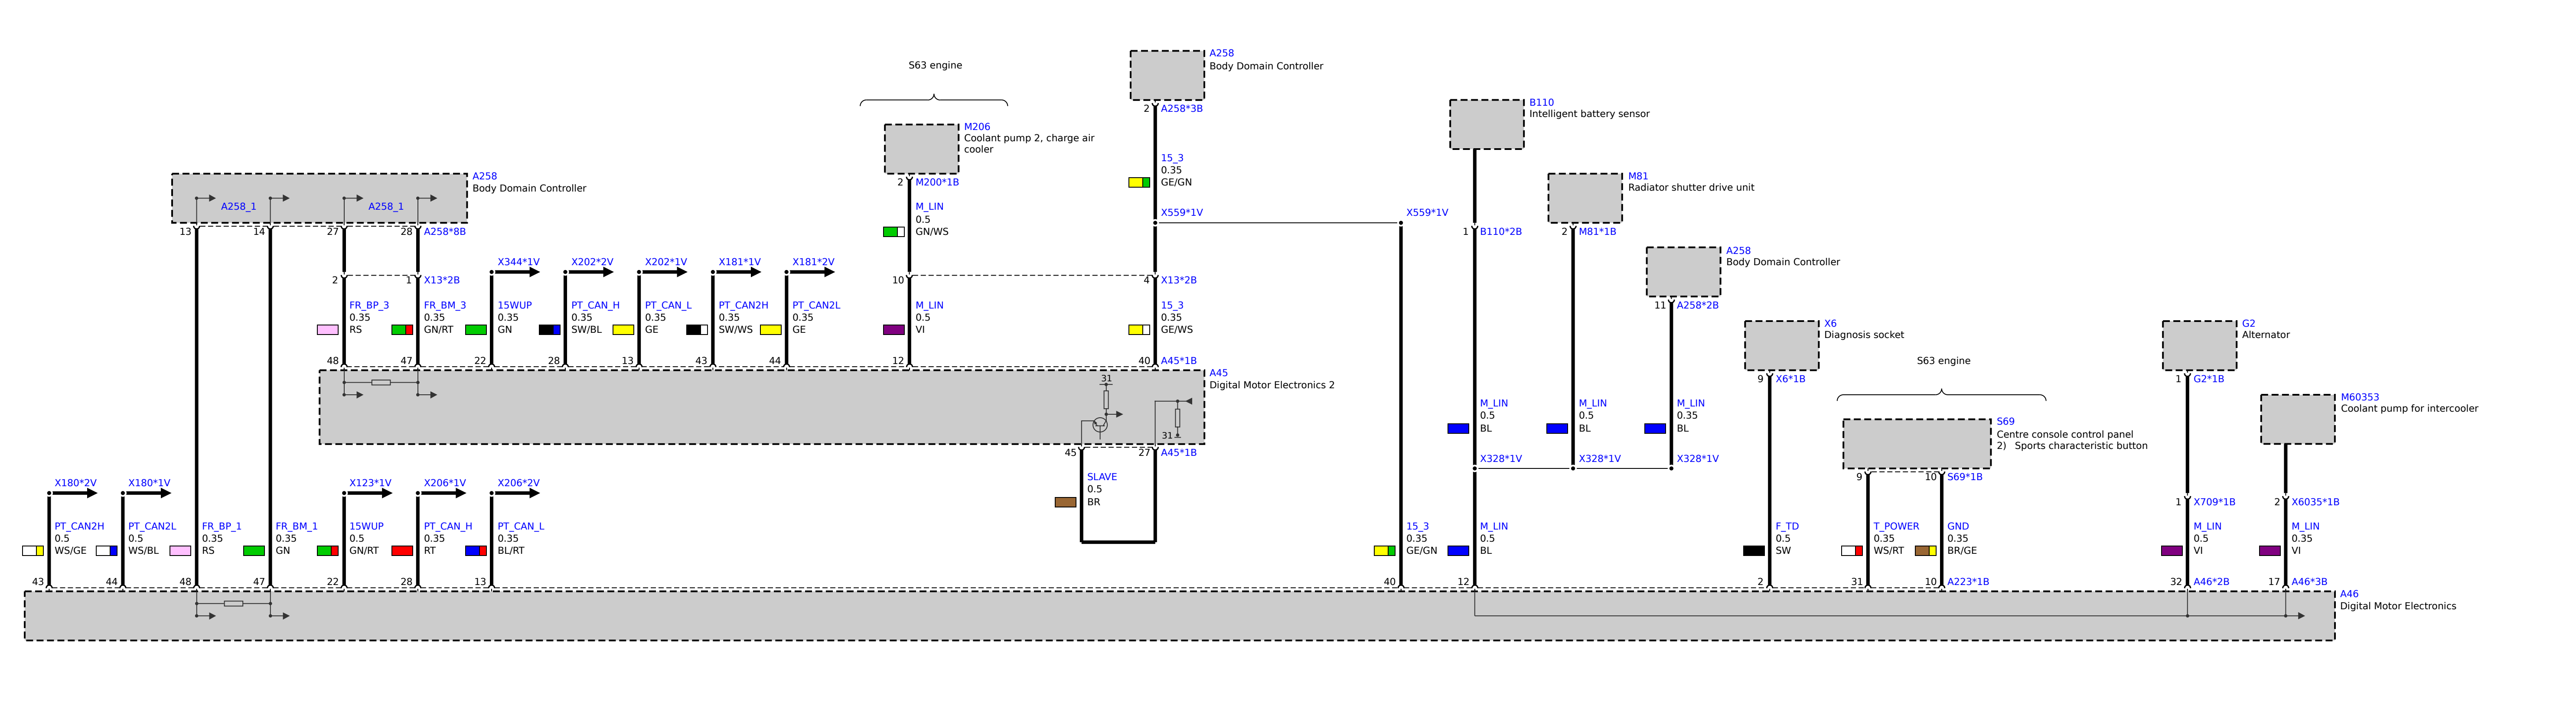 A258
Body Domain Controller
S63 engine
2
A258*3B
B110
Intelligent battery sensor
M206
Coolant pump 2, charge air
cooler
15_3
0.35
GE/GN
A258
Body Domain Controller
A258_1
A258_1
2
M200*1B
M81
Radiator shutter drive unit
M_LIN
0.5
GN/WS
X559*1V
X559*1V
13
14
27
28
A258*8B
1
B110*2B
2
M81*1B
A258
Body Domain Controller
X344*1V
X202*2V
X202*1V
X181*1V
X181*2V
2
1
X13*2B
10
4
X13*2B
FR_BP_3
0.35
RS
FR_BM_3
0.35
GN/RT
15WUP
0.35
GN
PT_CAN_H
0.35
SW/BL
PT_CAN_L
0.35
GE
PT_CAN2H
0.35
SW/WS
PT_CAN2L
0.35
GE
M_LIN
0.5
VI
15_3
0.35
GE/WS
11
A258*2B
X6
Diagnosis socket
G2
Alternator
48
47
22
28
13
43
44
12
40
A45*1B
A45
Digital Motor Electronics 2
31
31
S63 engine
9
X6*1B
1
G2*1B
M60353
Coolant pump for intercooler
M_LIN
0.5
BL
M_LIN
0.5
BL
M_LIN
0.35
BL
S69
Centre console control panel
2) Sports characteristic button
45
27
A45*1B
X328*1V
X328*1V
X328*1V
SLAVE
0.5
BR
9
10
S69*1B
X180*2V
X180*1V
X123*1V
X206*1V
X206*2V
1
X709*1B
2
X6035*1B
PT_CAN2H
0.5
WS/GE
PT_CAN2L
0.5
WS/BL
FR_BP_1
0.35
RS
FR_BM_1
0.35
GN
15WUP
0.5
GN/RT
PT_CAN_H
0.35
RT
PT_CAN_L
0.35
BL/RT
15_3
0.35
GE/GN
M_LIN
0.5
BL
F_TD
0.5
SW
T_POWER
0.35
WS/RT
GND
0.35
BR/GE
M_LIN
0.5
VI
M_LIN
0.35
VI
43
44
48
47
22
28
13
40
12
2
31
10
A223*1B
32
A46*2B
17
A46*3B
A46
Digital Motor Electronics